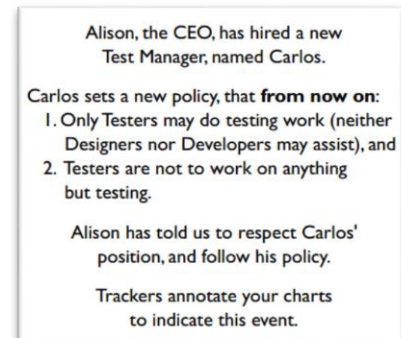 Alison, the CEO, has hired a new
Test Manager, named Carlos.
Carlos sets a new policy, that from now on:
1. Only Testers may do testing work (neither
Designers nor Developers may assist), and
2. Testers are not to work on anything
but testing.
Alison has told us to respect Carlos'
position, and follow his policy.
Trackers annotate your charts
to indicate this event.